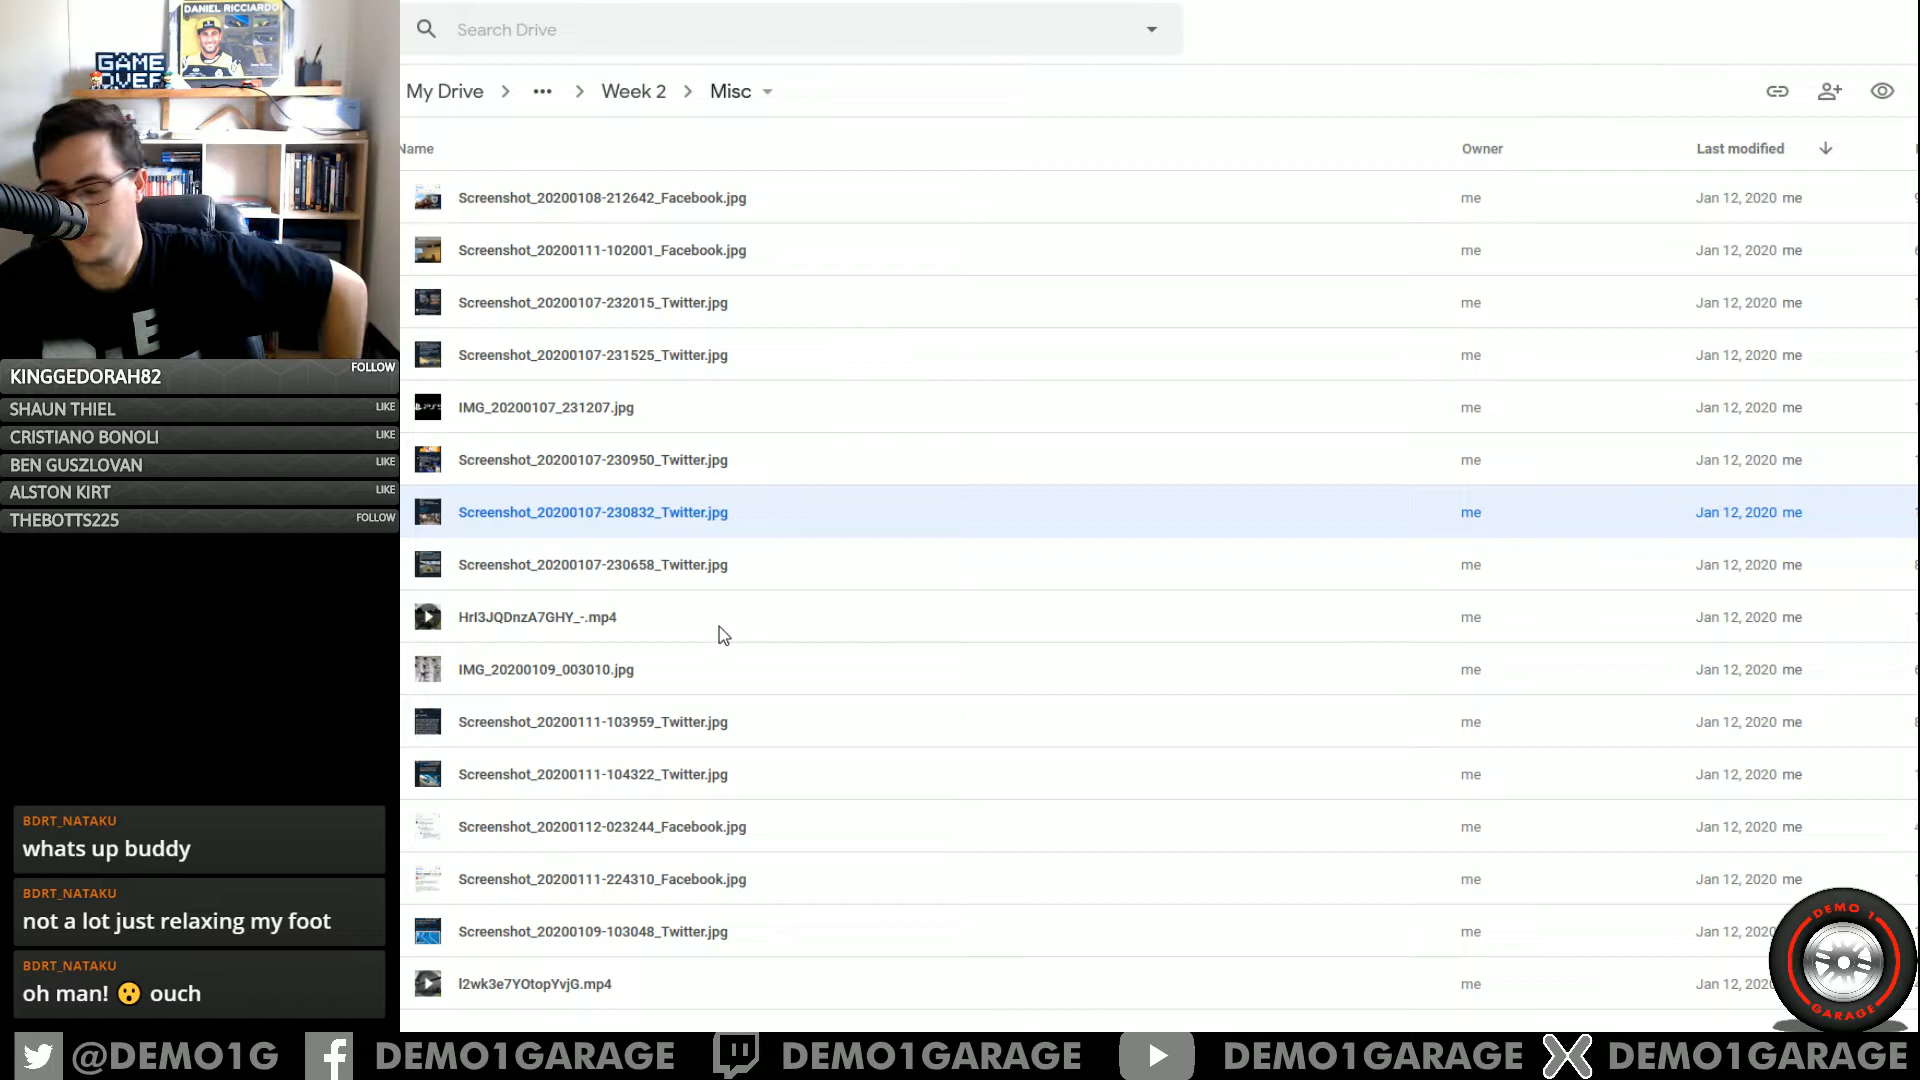 DANIEL RICCIARDO
GAME
OVER
E
KINGGEDORAH82 FOLLOW
SHAUN THIEL LIKE
CRISTIANO BONOLI LIKE
BEN GUSZLOVAN LIKE
ALSTON KIRT LIKE
THEBOTTS225 FOLLOW
BDRT_NATAKU
whats up buddy
BDRT_NATAKU
not a lot just relaxing my foot
BDRT_NATAKU
oh man! 😮 ouch
Search Drive
My Drive > ... > Week 2 > Misc
Name Owner Last modified
Screenshot_20200108-212642_Facebook.jpg me Jan 12, 2020 me
Screenshot_20200111-102001_Facebook.jpg me Jan 12, 2020 me
Screenshot_20200107-232015_Twitter.jpg me Jan 12, 2020 me
Screenshot_20200107-231525_Twitter.jpg me Jan 12, 2020 me
IMG_20200107_231207.jpg me Jan 12, 2020 me
Screenshot_20200107-230950_Twitter.jpg me Jan 12, 2020 me
Screenshot_20200107-230832_Twitter.jpg me Jan 12, 2020 me
Screenshot_20200107-230658_Twitter.jpg me Jan 12, 2020 me
HrI3JQDnzA7GHY_-.mp4 me Jan 12, 2020 me
IMG_20200109_003010.jpg me Jan 12, 2020 me
Screenshot_20200111-103959_Twitter.jpg me Jan 12, 2020 me
Screenshot_20200111-104322_Twitter.jpg me Jan 12, 2020 me
Screenshot_20200112-023244_Facebook.jpg me Jan 12, 2020 me
Screenshot_20200111-224310_Facebook.jpg me Jan 12, 2020 me
Screenshot_20200109-103048_Twitter.jpg me Jan 12, 2020
l2wk3e7YOtopYvjG.mp4 me Jan 12, 2020
DEMO 1
GARAGE
@DEMO1G DEMO1GARAGE DEMO1GARAGE DEMO1GARAGE DEMO1GARAGE